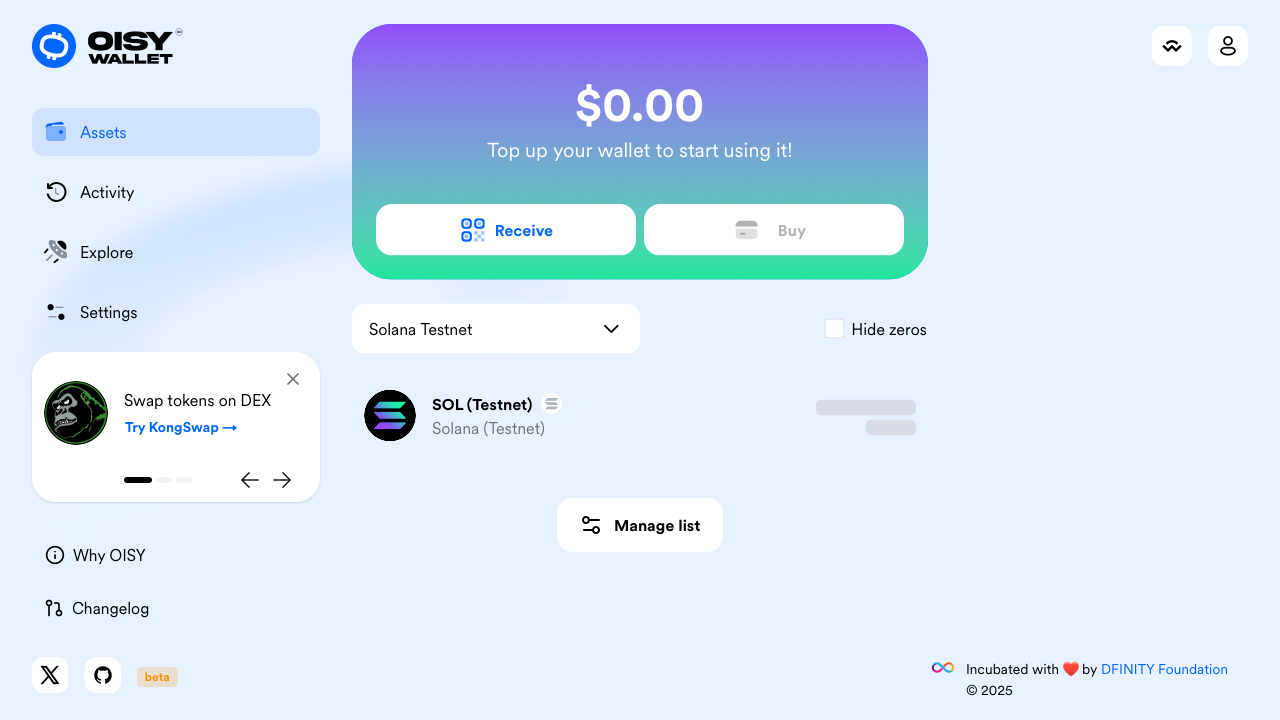 OISY
WALLET
Assets
Activity
Explore
Settings
Swap tokens on DEX
Try KongSwap →
Why OISY
Changelog
beta
$0.00
Top up your wallet to start using it!
Receive
Buy
Solana Testnet
Hide zeros
SOL (Testnet)
Solana (Testnet)
Manage list
Incubated with ❤️ by DFINITY Foundation
© 2025